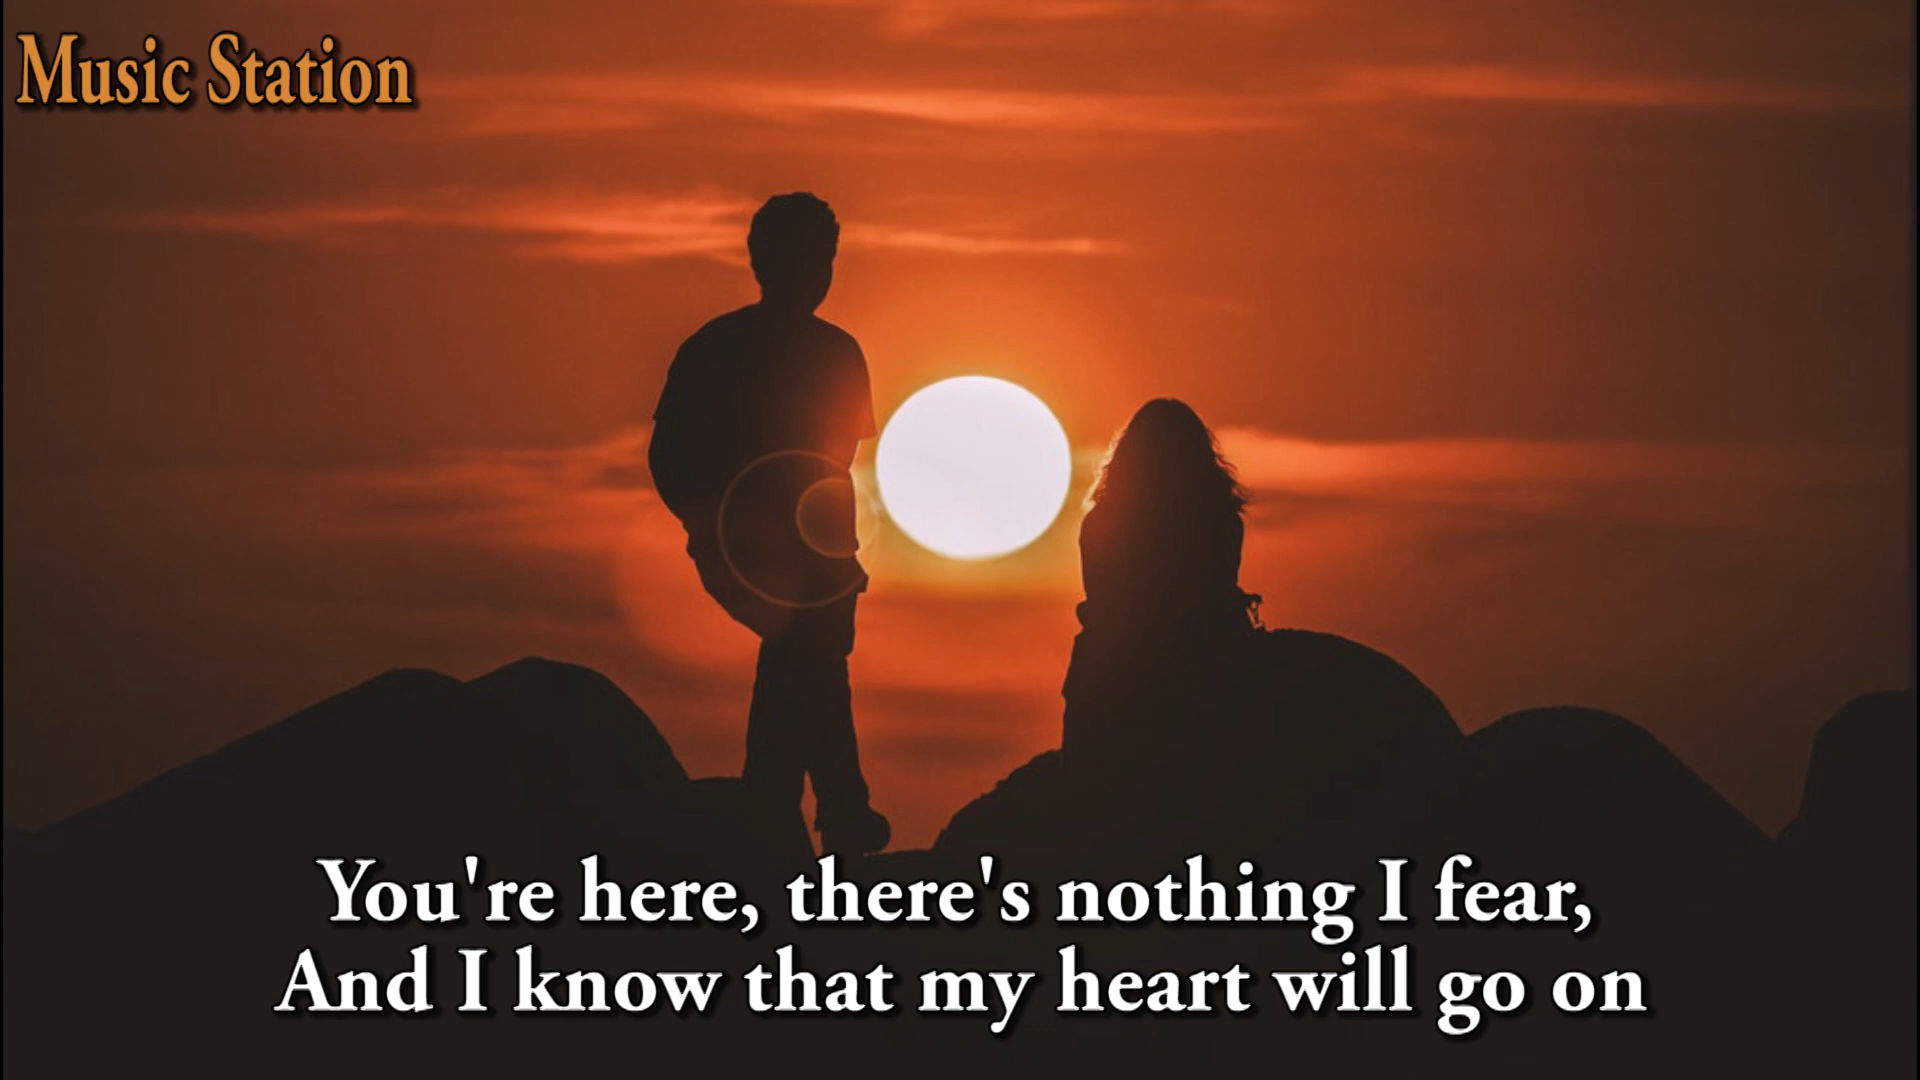 Music Station
You're here, there's nothing I fear,
And I know that my heart will go on